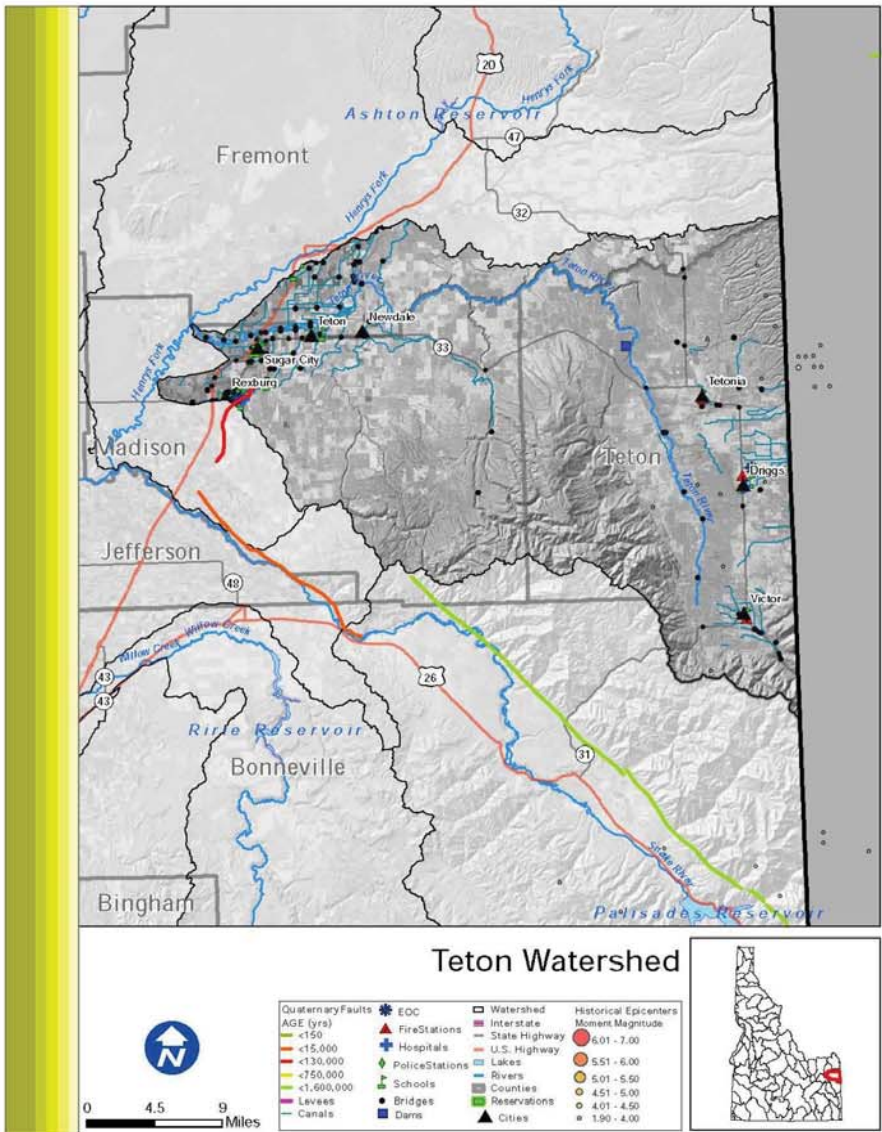 20
Henrys Fork
Ashton Reservoir
47
Fremont
Henrys Fork
32
Teton River
Teton River
Newdale
Teton
33
Sugar City
Henrys Fork
Rexburg
Tetonia
Madison
Teton
Driggs
Teton River
Jefferson
48
Victor
Willow Creek
Willow Creek
43
26
43
Ririe Reservoir
31
Bonneville
Snake River
Bingham
Palisades Reservoir
Teton Watershed
N
0 4.5 9
Miles
Quaternary Faults
AGE (yrs)
<150
<15,000
<130,000
<750,000
<1,600,000
Levees
Canals
EOC
FireStations
Hospitals
PoliceStations
Schools
Bridges
Dams
Watershed
Interstate
State Highway
U.S. Highway
Lakes
Rivers
Counties
Reservations
Cities
Historical Epicenters
Moment Magnitude
6.01 - 7.00
5.51 - 6.00
5.01 - 5.50
4.51 - 5.00
4.01 - 4.50
1.90 - 4.00